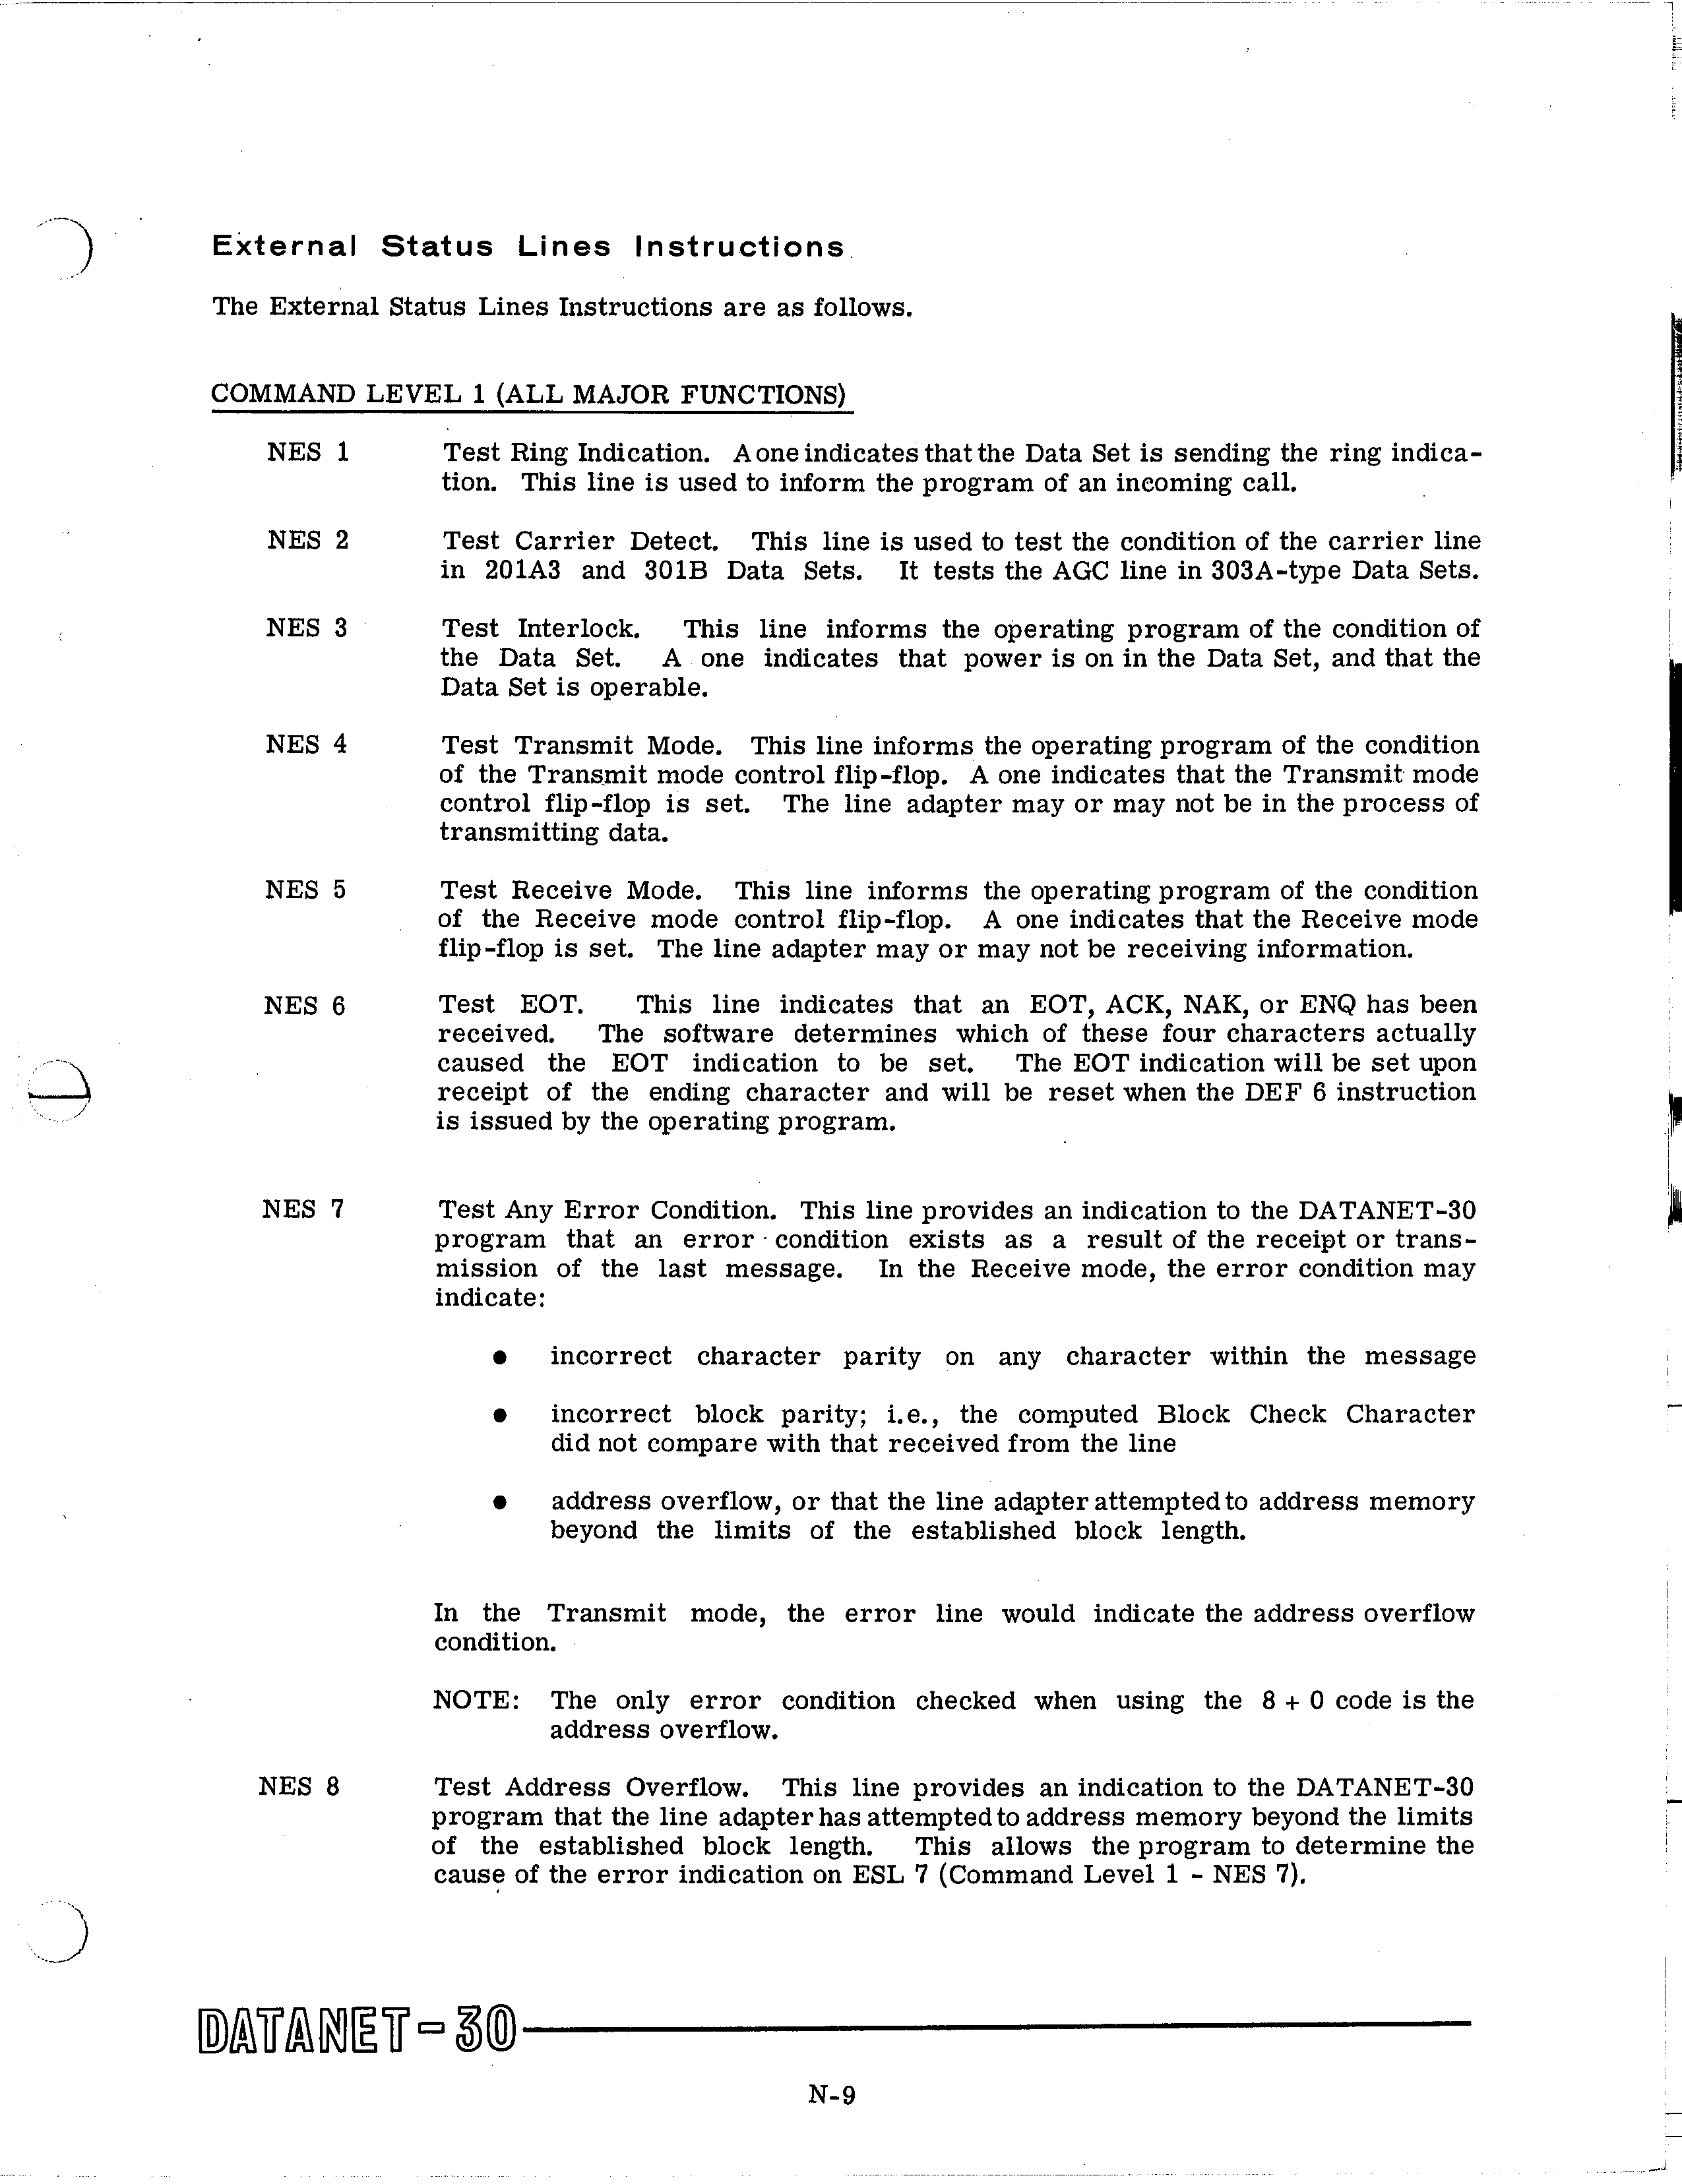 External Status Lines Instructions
The External Status Lines Instructions are as follows.
COMMAND LEVEL 1 (ALL MAJOR FUNCTIONS)
NES 1 Test Ring Indication. A one indicates that the Data Set is sending the ring indica-
tion. This line is used to inform the program of an incoming call.
NES 2 Test Carrier Detect. This line is used to test the condition of the carrier line
in 201A3 and 301B Data Sets. It tests the AGC line in 303A-type Data Sets.
NES 3 Test Interlock. This line informs the operating program of the condition of
the Data Set. A one indicates that power is on in the Data Set, and that the
Data Set is operable.
NES 4 Test Transmit Mode. This line informs the operating program of the condition
of the Transmit mode control flip-flop. A one indicates that the Transmit mode
control flip-flop is set. The line adapter may or may not be in the process of
transmitting data.
NES 5 Test Receive Mode. This line informs the operating program of the condition
of the Receive mode control flip-flop. A one indicates that the Receive mode
flip-flop is set. The line adapter may or may not be receiving information.
NES 6 Test EOT. This line indicates that an EOT, ACK, NAK, or ENQ has been
received. The software determines which of these four characters actually
caused the EOT indication to be set. The EOT indication will be set upon
receipt of the ending character and will be reset when the DEF 6 instruction
is issued by the operating program.
NES 7 Test Any Error Condition. This line provides an indication to the DATANET-30
program that an error condition exists as a result of the receipt or trans-
mission of the last message. In the Receive mode, the error condition may
indicate:
● incorrect character parity on any character within the message
● incorrect block parity; i.e., the computed Block Check Character
did not compare with that received from the line
● address overflow, or that the line adapter attempted to address memory
beyond the limits of the established block length.
In the Transmit mode, the error line would indicate the address overflow
condition.
NOTE: The only error condition checked when using the 8 + 0 code is the
address overflow.
NES 8 Test Address Overflow. This line provides an indication to the DATANET-30
program that the line adapter has attempted to address memory beyond the limits
of the established block length. This allows the program to determine the
cause of the error indication on ESL 7 (Command Level 1 - NES 7).
DATANET-30
N-9